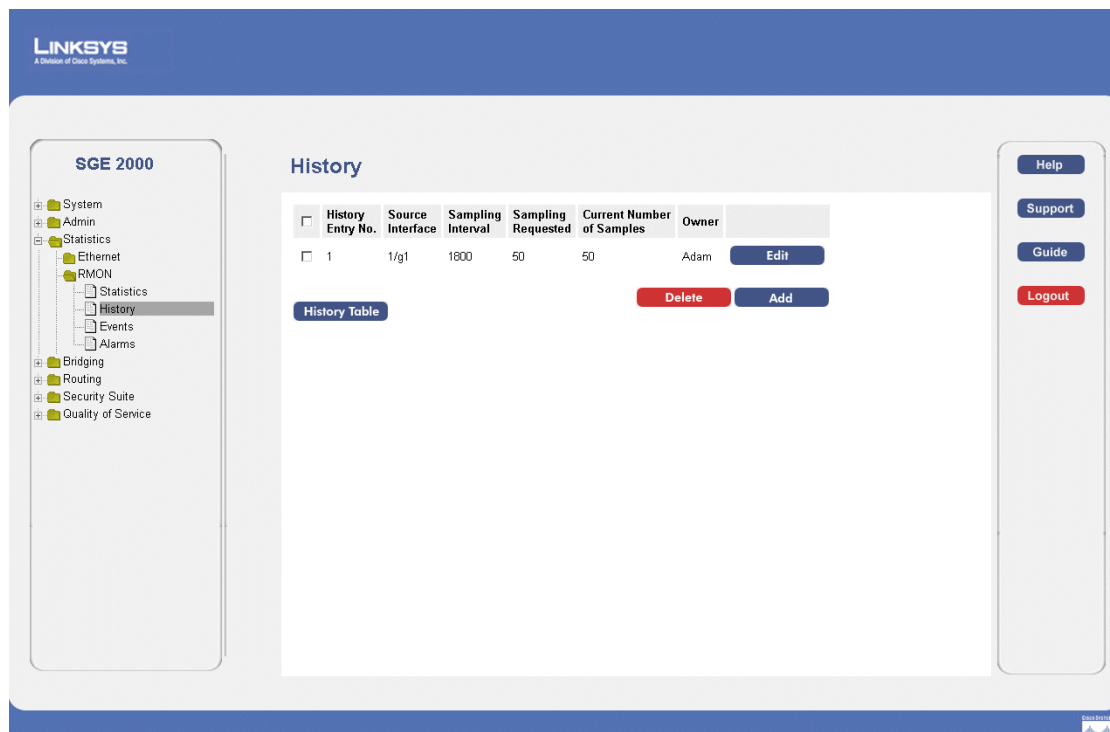 LINKSYS
A Division of Cisco Systems, Inc.
SGE 2000
System
Admin
Statistics
Ethernet
RMON
Statistics
History
Events
Alarms
Bridging
Routing
Security Suite
Quality of Service
History
History Entry No. Source Interface Sampling Interval Sampling Requested Current Number of Samples Owner
1 1/g1 1800 50 50 Adam Edit
Delete Add
History Table
Help
Support
Guide
Logout